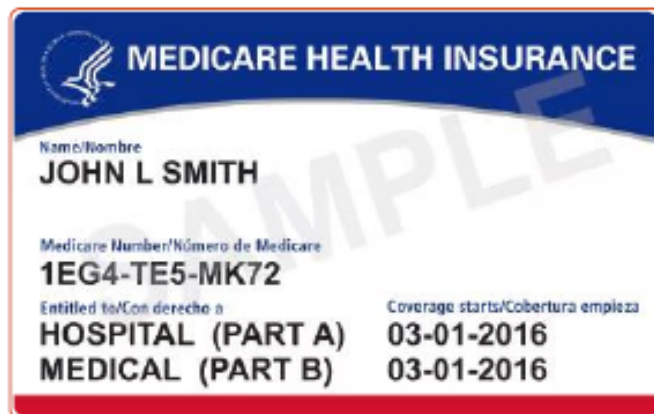 MEDICARE HEALTH INSURANCE
Name/Nombre
JOHN L SMITH
Medicare Number/Número de Medicare
1EG4-TE5-MK72
Entitled to/Con derecho a Coverage starts/Cobertura empieza
HOSPITAL (PART A) 03-01-2016
MEDICAL (PART B) 03-01-2016
SAMPLE